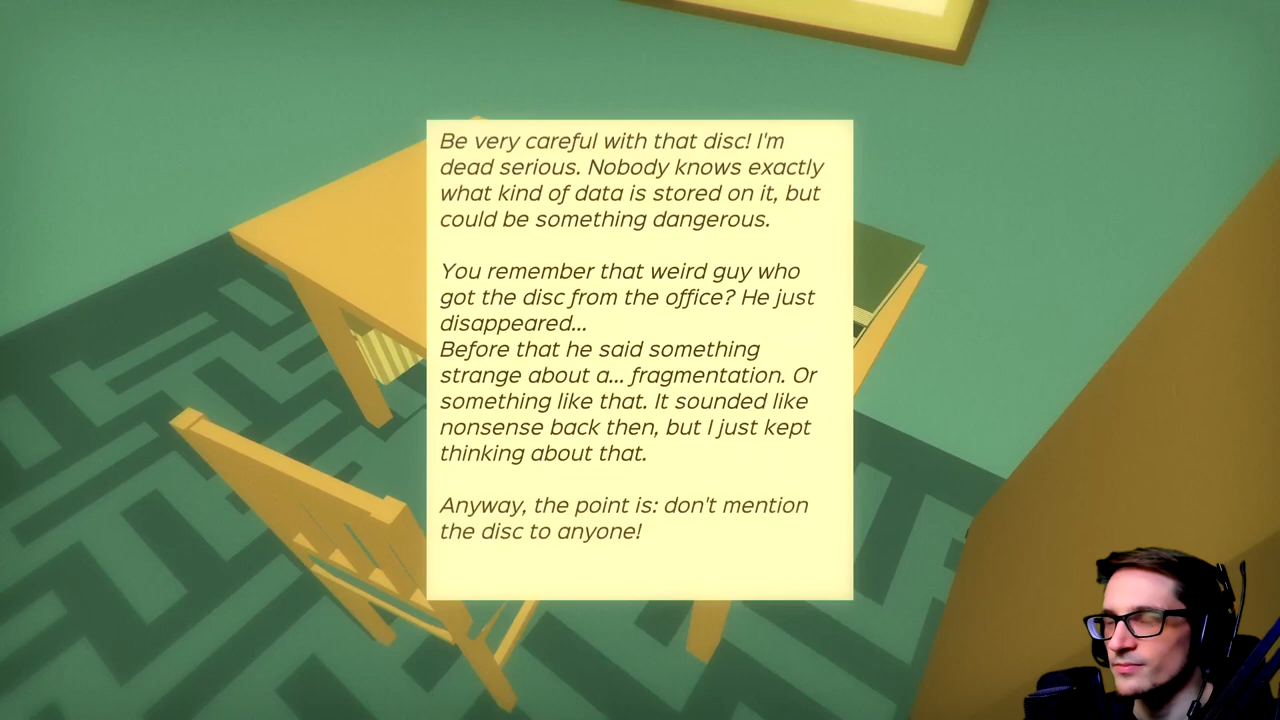 Be very careful with that disc! I'm
dead serious. Nobody knows exactly
what kind of data is stored on it, but
could be something dangerous.
You remember that weird guy who
got the disc from the office? He just
disappeared...
Before that he said something
strange about a... fragmentation. Or
something like that. It sounded like
nonsense back then, but I just kept
thinking about that.
Anyway, the point is: don't mention
the disc to anyone!